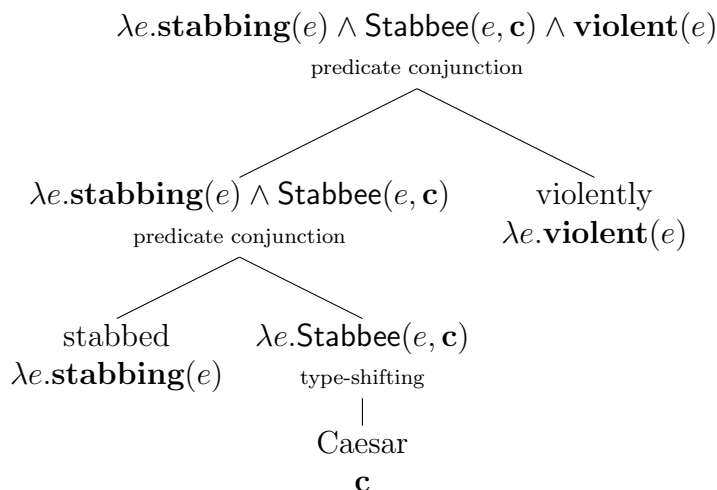 λe.stabbing(e) ∧ Stabbee(e, c) ∧ violent(e)
predicate conjunction
λe.stabbing(e) ∧ Stabbee(e, c)
predicate conjunction
violently
λe.violent(e)
stabbed
λe.stabbing(e)
λe.Stabbee(e, c)
type-shifting
Caesar
c